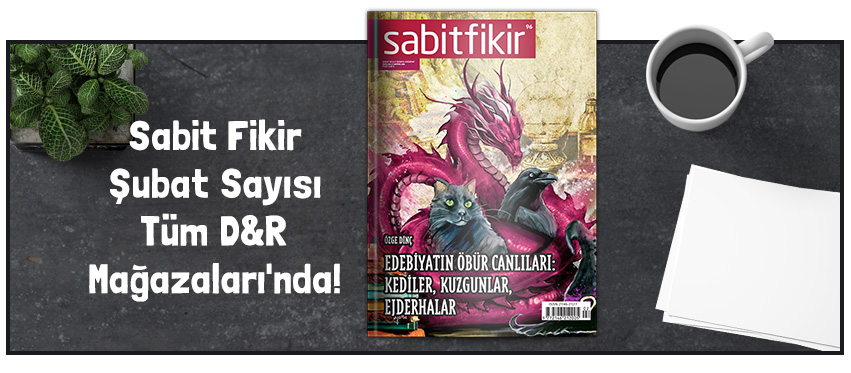 Sabit Fikir
Şubat Sayısı
Tüm D&R
Mağazaları'nda!
sabitfikir
96
ÖZGE DİNÇ
EDEBİYATIN ÖBÜR CANLILARI:
KEDİLER, KUZGUNLAR,
EJDERHALAR